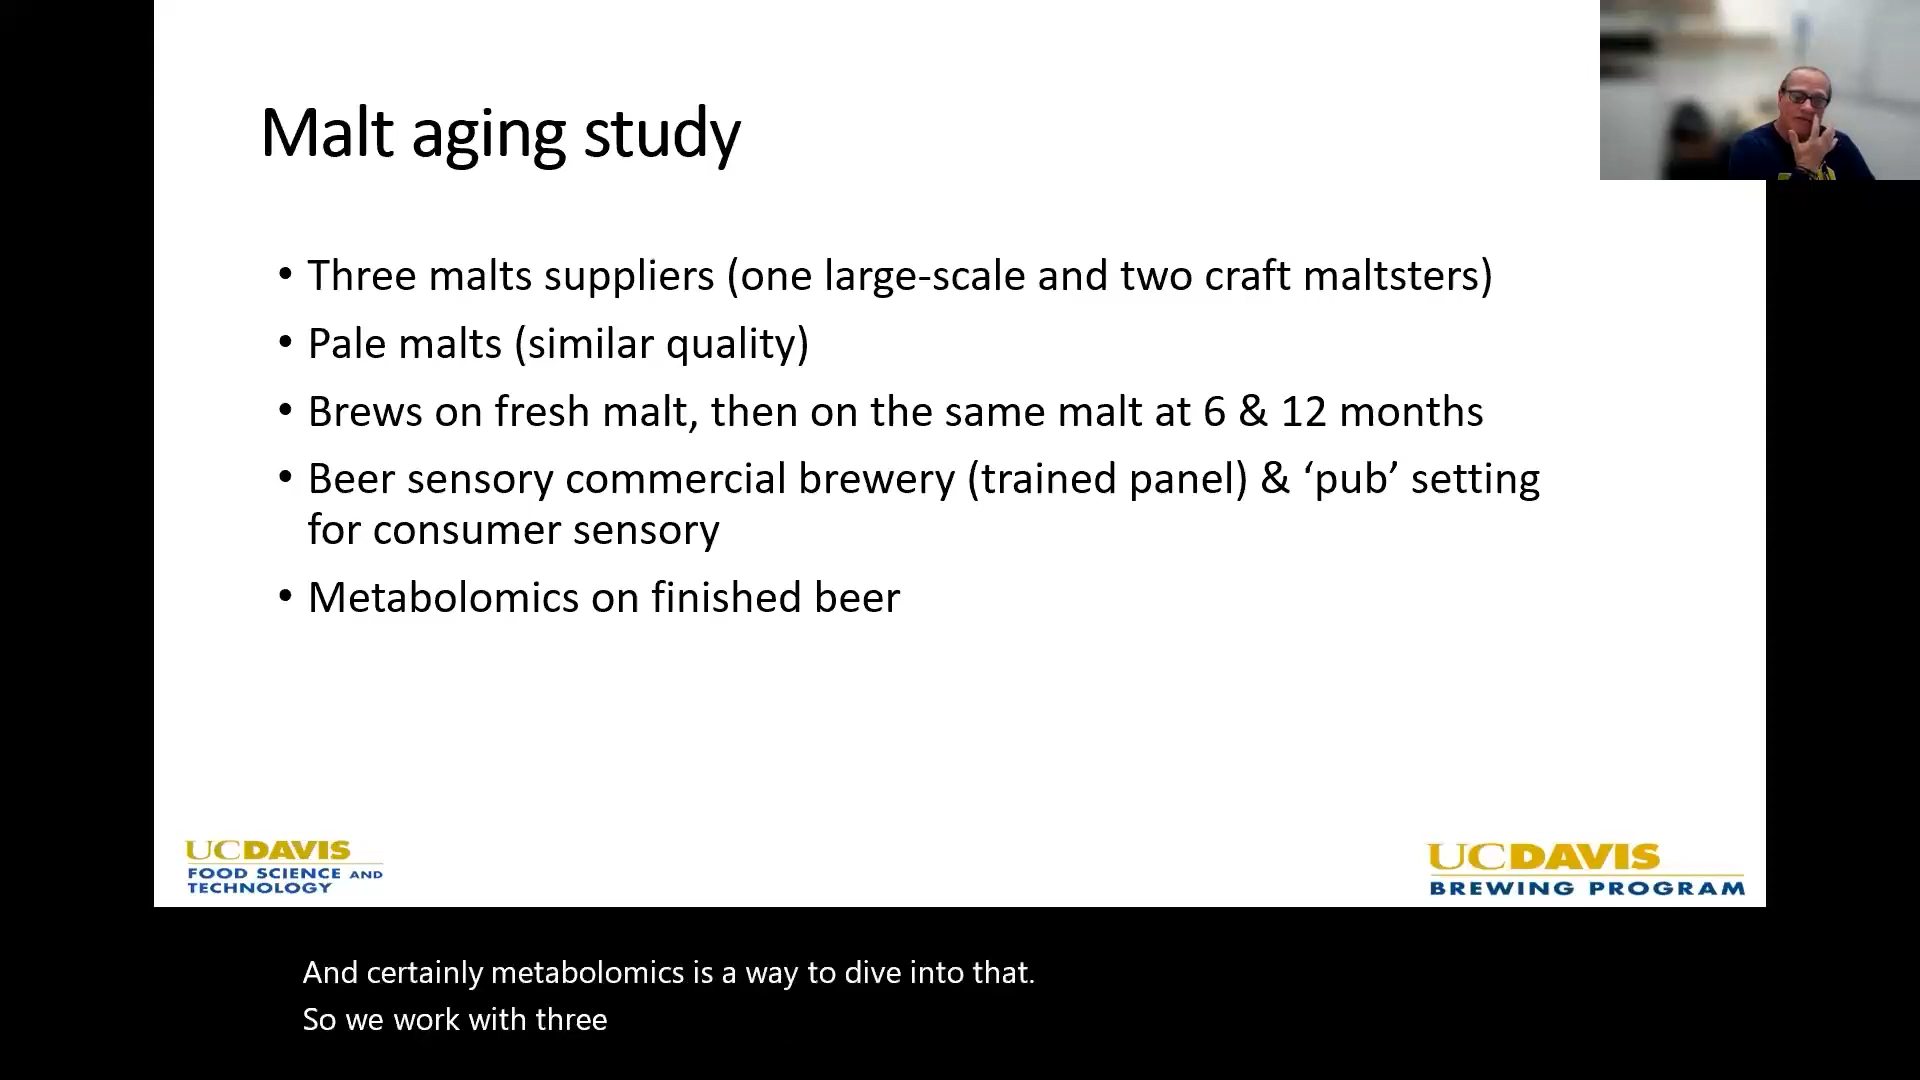 Malt aging study
• Three malts suppliers (one large-scale and two craft maltsters)
• Pale malts (similar quality)
• Brews on fresh malt, then on the same malt at 6 & 12 months
• Beer sensory commercial brewery (trained panel) & ‘pub’ setting
for consumer sensory
• Metabolomics on finished beer
UCDAVIS
FOOD SCIENCE AND
TECHNOLOGY
UCDAVIS
BREWING PROGRAM
And certainly metabolomics is a way to dive into that.
So we work with three